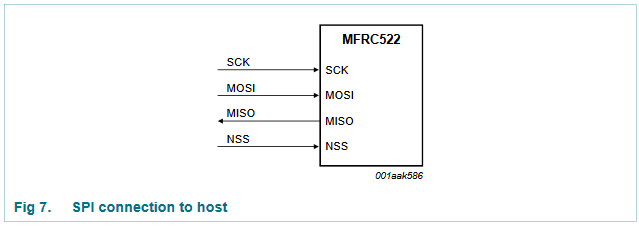 MFRC522
SCK SCK
MOSI MOSI
MISO MISO
NSS NSS
001aak586
Fig 7. SPI connection to host